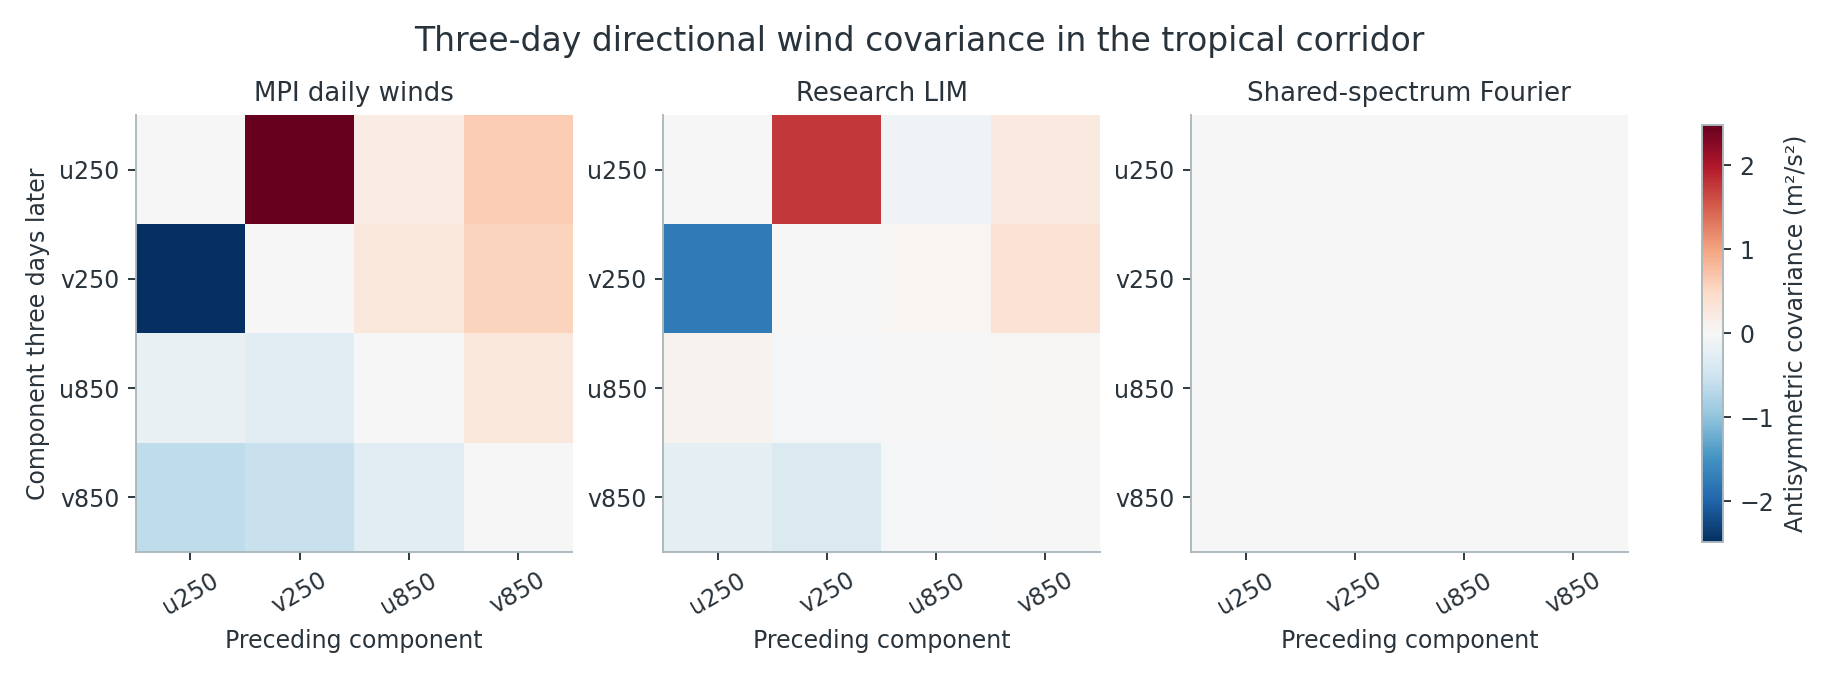 Three-day directional wind covariance in the tropical corridor
MPI daily winds
Research LIM
Shared-spectrum Fourier
Component three days later
u250
v250
u850
v850
u250
v250
u850
v850
Preceding component
u250
v250
u850
v850
u250
v250
u850
v850
Preceding component
u250
v250
u850
v850
u250
v250
u850
v850
Preceding component
2
1
0
−1
−2
Antisymmetric covariance (m²/s²)